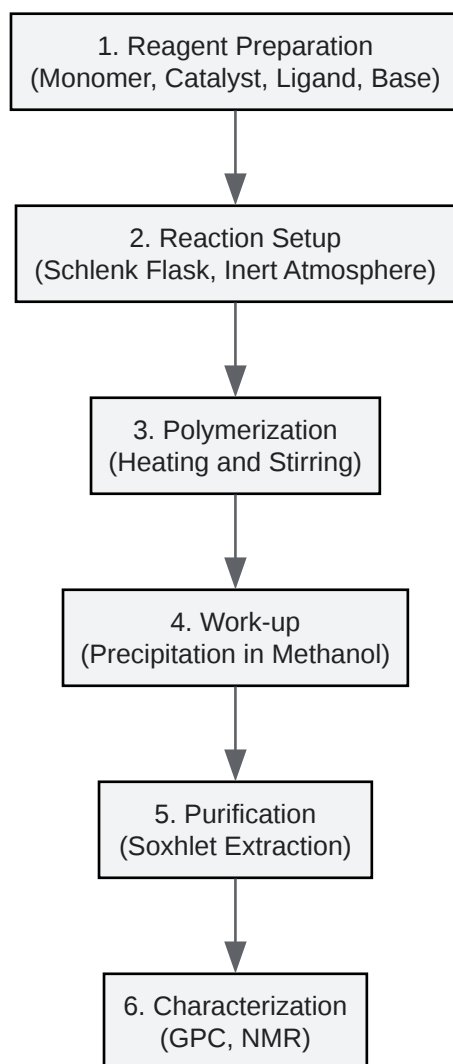 1. Reagent Preparation
(Monomer, Catalyst, Ligand, Base)
2. Reaction Setup
(Schlenk Flask, Inert Atmosphere)
3. Polymerization
(Heating and Stirring)
4. Work-up
(Precipitation in Methanol)
5. Purification
(Soxhlet Extraction)
6. Characterization
(GPC, NMR)